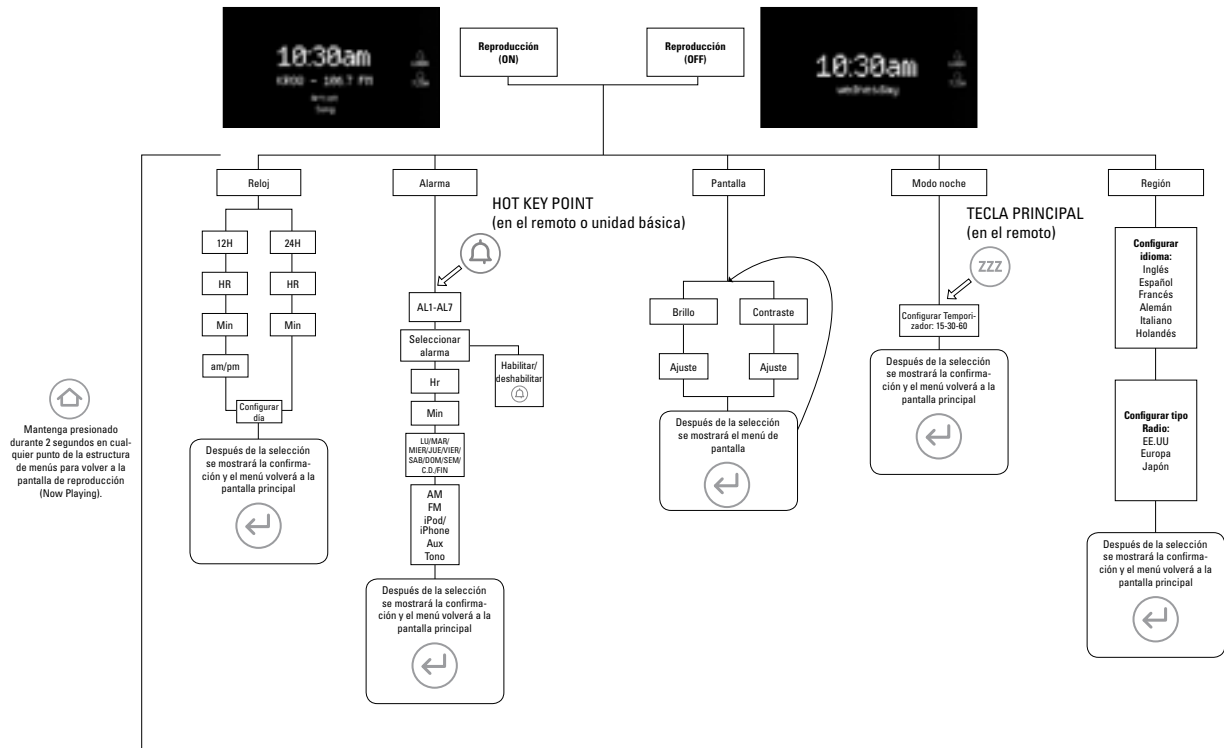 10:30am
KROQ - 106.7 FM
Artist
Song
Reproducción
(ON)
Reproducción
(OFF)
10:30am
wednesday
Reloj
Alarma
Pantalla
Modo noche
Región
HOT KEY POINT
(en el remoto o unidad básica)
TECLA PRINCIPAL
(en el remoto)
ZZZ
12H
24H
HR
HR
Min
Min
am/pm
Configurar
día
Después de la selección
se mostrará la confirma-
ción y el menú volverá a la
pantalla principal
AL1-AL7
Seleccionar
alarma
Habilitar/
deshabilitar
Hr
Min
LU/MAR/
MIER/JUE/VIER/
SAB/DOM/SEM/
C.D./FIN
AM
FM
iPod/
iPhone
Aux
Tono
Después de la selección
se mostrará la confirma-
ción y el menú volverá a la
pantalla principal
Brillo
Contraste
Ajuste
Ajuste
Después de la selección
se mostrará el menú de
pantalla
Configurar Tempori-
zador: 15-30-60
Después de la selección
se mostrará la confirma-
ción y el menú volverá a la
pantalla principal
Configurar
idioma:
Inglés
Español
Francés
Alemán
Italiano
Holandés
Configurar tipo
Radio:
EE.UU
Europa
Japón
Después de la selección
se mostrará la confirma-
ción y el menú volverá a la
pantalla principal
Mantenga presionado
durante 2 segundos en cual-
quier punto de la estructura
de menús para volver a la
pantalla de reproducción
(Now Playing).